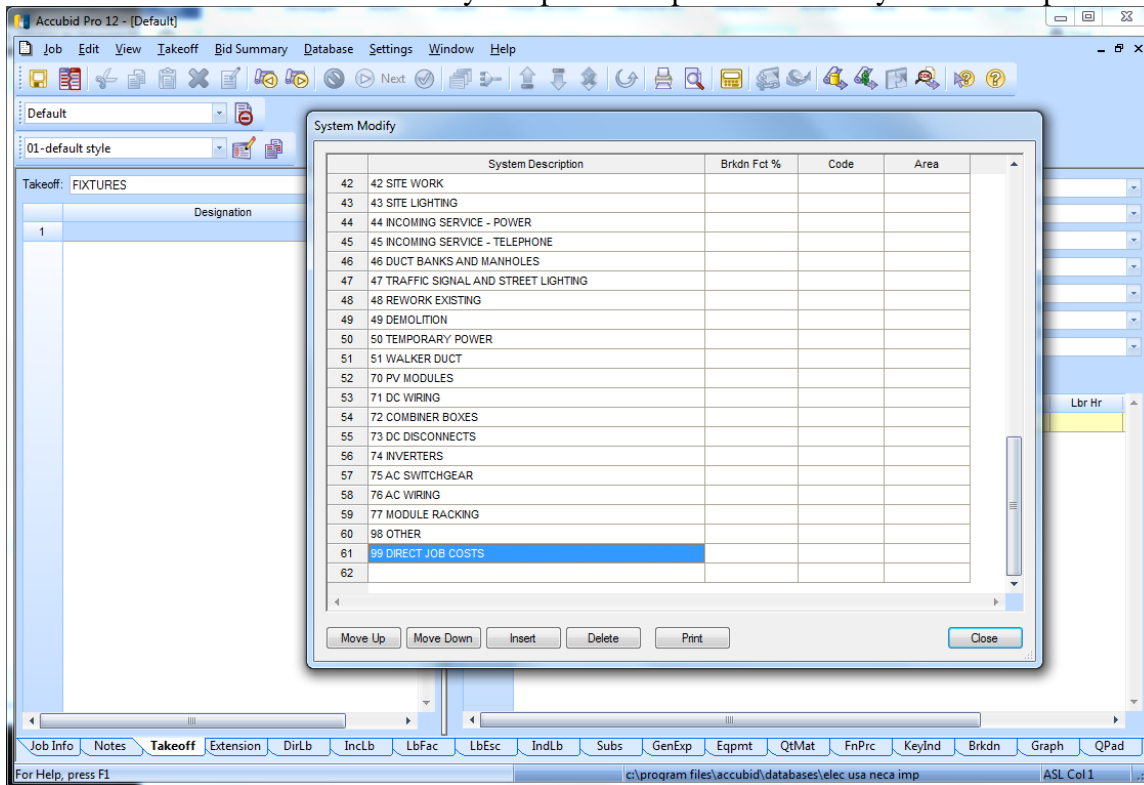 Accubid Pro 12 - [Default]
Job Edit View Takeoff Bid Summary Database Settings Window Help
Next
Default
01-default style
Takeoff: FIXTURES
Designation
1
Lbr Hr
System Modify
System Description Brkdn Fct % Code Area
42 42 SITE WORK
43 43 SITE LIGHTING
44 44 INCOMING SERVICE - POWER
45 45 INCOMING SERVICE - TELEPHONE
46 46 DUCT BANKS AND MANHOLES
47 47 TRAFFIC SIGNAL AND STREET LIGHTING
48 48 REWORK EXISTING
49 49 DEMOLITION
50 50 TEMPORARY POWER
51 51 WALKER DUCT
52 70 PV MODULES
53 71 DC WIRING
54 72 COMBINER BOXES
55 73 DC DISCONNECTS
56 74 INVERTERS
57 75 AC SWITCHGEAR
58 76 AC WIRING
59 77 MODULE RACKING
60 98 OTHER
61 99 DIRECT JOB COSTS
62
Move Up Move Down Insert Delete Print Close
Job Info Notes Takeoff Extension DirLb IncLb LbFac LbEsc IndLb Subs GenExp Eqpmt QtMat FnPrc KeyInd Brkdn Graph QPad
For Help, press F1 c:\program files\accubid\databases\elec usa neca imp ASL Col 1